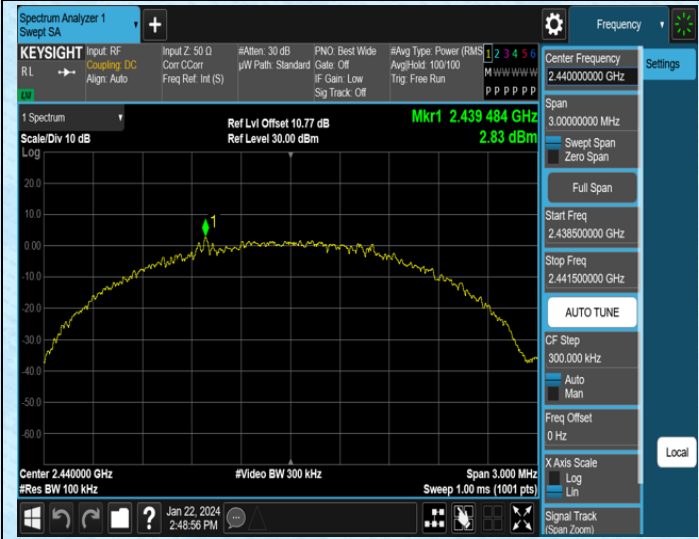 Spectrum Analyzer 1
Swept SA
+
Frequency
KEYSIGHT
RL
LXI
Input: RF
Coupling: DC
Align: Auto
Input Z: 50 Ω
Corr CCorr
Freq Ref: Int (S)
#Atten: 30 dB
µW Path: Standard
PNO: Best Wide
Gate: Off
IF Gain: Low
Sig Track: Off
#Avg Type: Power (RMS
Avg|Hold: 100/100
Trig: Free Run
1 2 3 4 5 6
M W W W W W
P P P P P P
1 Spectrum
Scale/Div 10 dB
Log
Ref Lvl Offset 10.77 dB
Ref Level 30.00 dBm
Mkr1 2.439 484 GHz
2.83 dBm
20.0
10.0
0.00
-10.0
-20.0
-30.0
-40.0
-50.0
-60.0
1
Center 2.440000 GHz
#Res BW 100 kHz
#Video BW 300 kHz
Span 3.000 MHz
Sweep 1.00 ms (1001 pts)
?
Jan 22, 2024
2:48:56 PM
Center Frequency
2.440000000 GHz
Span
3.00000000 MHz
Swept Span
Zero Span
Full Span
Start Freq
2.438500000 GHz
Stop Freq
2.441500000 GHz
AUTO TUNE
CF Step
300.000 kHz
Auto
Man
Freq Offset
0 Hz
X Axis Scale
Log
Lin
Signal Track
(Span Zoom)
Settings
Local